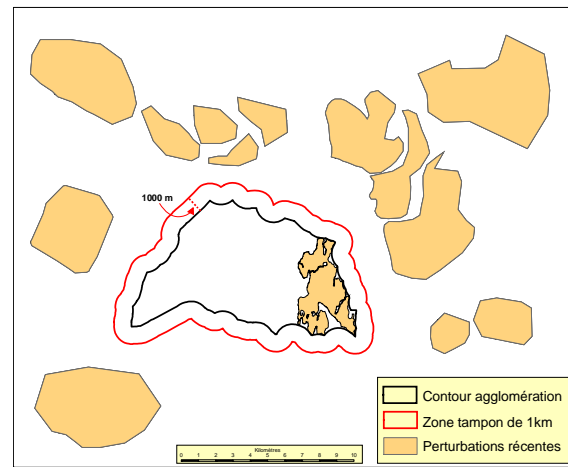 1000 m
Contour agglomération
Zone tampon de 1km
Perturbations récentes
Kilomètres
0 1 2 3 4 5 6 7 8 9 10